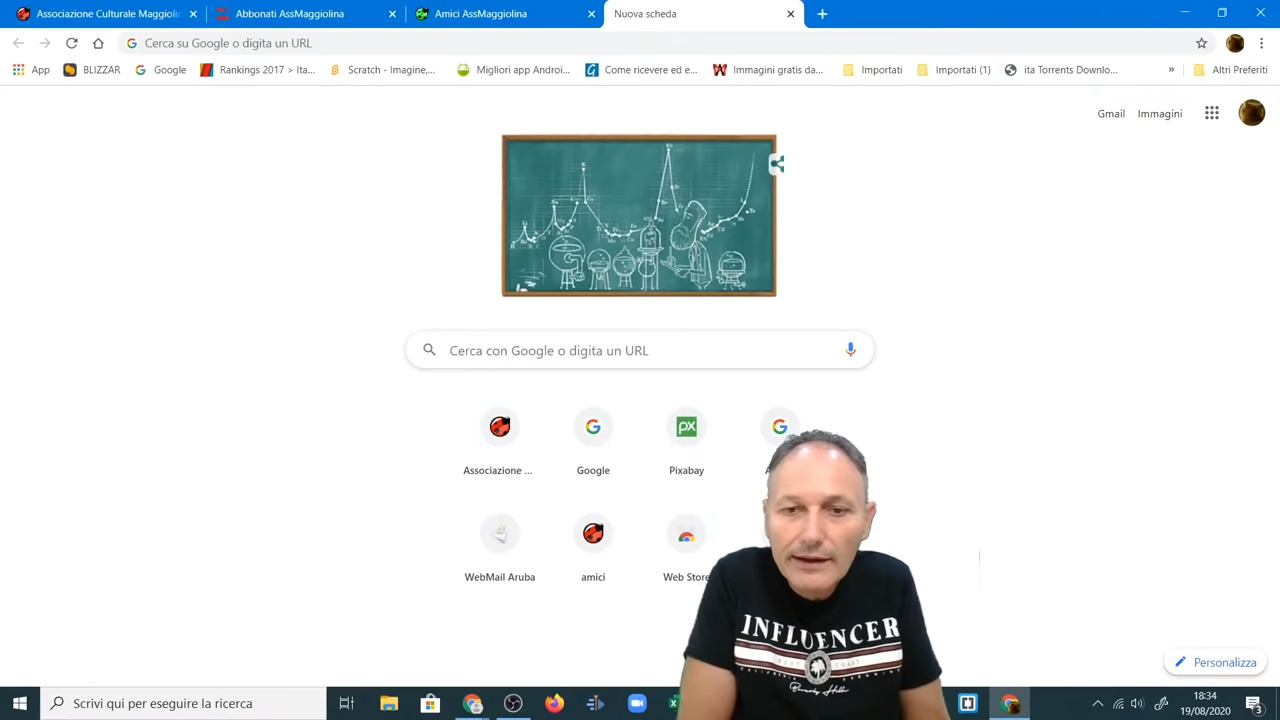 Associazione Culturale Maggiolin
Abbonati AssMaggiolina
Amici AssMaggiolina
Nuova scheda
Cerca su Google o digita un URL
App
BLIZZAR
Google
Rankings 2017 > Ita...
Scratch - Imagine,...
Migliori app Androi...
Come ricevere ed e...
Immagini gratis da...
Importati
Importati (1)
ita Torrents Downlo...
»
Altri Preferiti
Gmail
Immagini
Cerca con Google o digita un URL
Associazione ...
Google
px
Pixabay
WebMail Aruba
amici
Web Store
INFLUENCER
Personalizza
Scrivi qui per eseguire la ricerca
18:34
19/08/2020
3